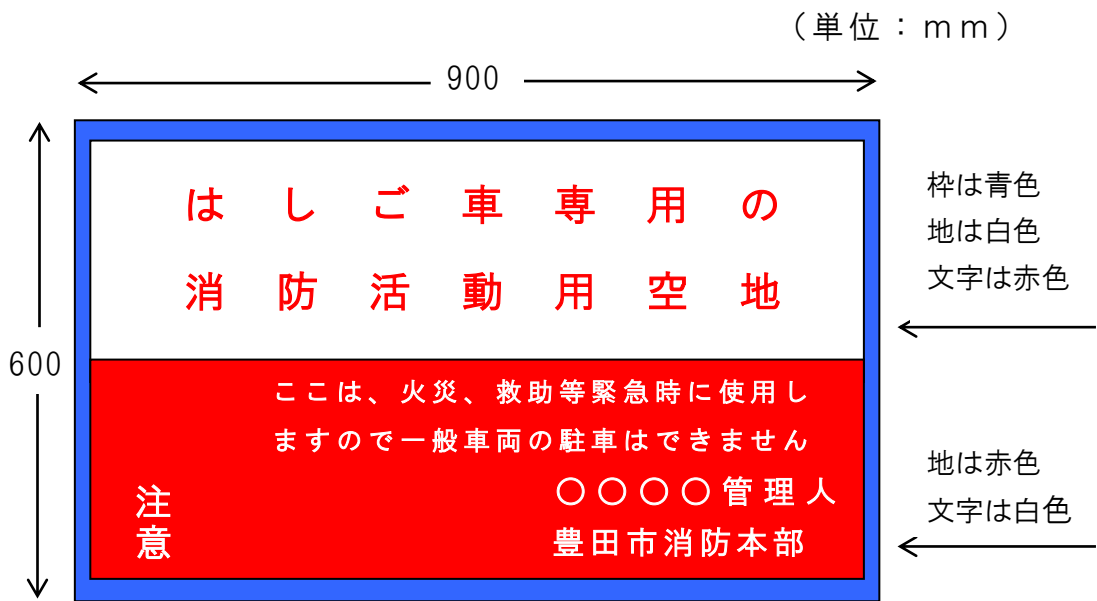 （単位：ｍｍ）
900
600
はしご車専用の
消防活動用空地
枠は青色
地は白色
文字は赤色
ここは、火災、救助等緊急時に使用し
ますので一般車両の駐車はできません
注意
〇〇〇〇管理人
豊田市消防本部
地は赤色
文字は白色